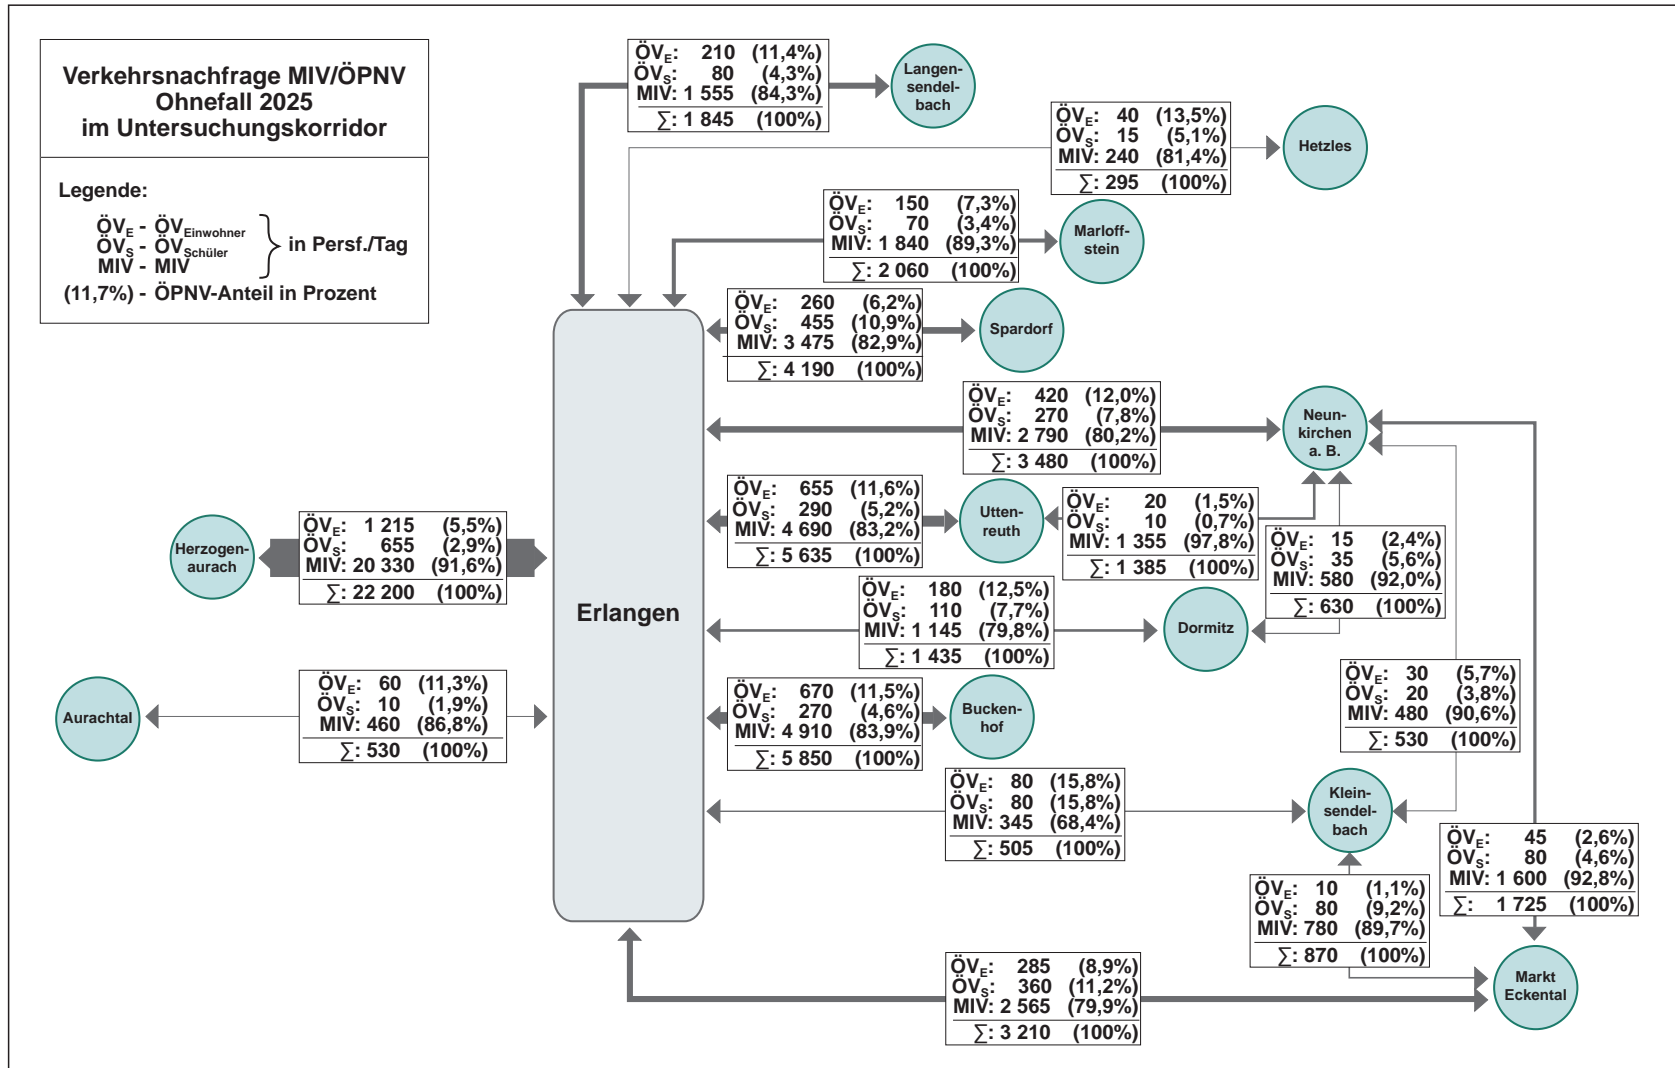 Verkehrsnachfrage MIV/ÖPNV
Ohnefall 2025
im Untersuchungskorridor
Legende:
ÖVE - ÖVEinwohner
ÖVS - ÖVSchüler
MIV - MIV
in Persf./Tag
(11,7%) - ÖPNV-Anteil in Prozent
ÖVE: 210 (11,4%)
ÖVS: 80 (4,3%)
MIV: 1 555 (84,3%)
∑: 1 845 (100%)
Langen-
sendel-
bach
ÖVE: 40 (13,5%)
ÖVS: 15 (5,1%)
MIV: 240 (81,4%)
∑: 295 (100%)
Hetzles
ÖVE: 150 (7,3%)
ÖVS: 70 (3,4%)
MIV: 1 840 (89,3%)
∑: 2 060 (100%)
Marloff-
stein
ÖVE: 260 (6,2%)
ÖVS: 455 (10,9%)
MIV: 3 475 (82,9%)
∑: 4 190 (100%)
Spardorf
ÖVE: 420 (12,0%)
ÖVS: 270 (7,8%)
MIV: 2 790 (80,2%)
∑: 3 480 (100%)
Neun-
kirchen
a. B.
ÖVE: 655 (11,6%)
ÖVS: 290 (5,2%)
MIV: 4 690 (83,2%)
∑: 5 635 (100%)
Utten-
reuth
ÖVE: 20 (1,5%)
ÖVS: 10 (0,7%)
MIV: 1 355 (97,8%)
∑: 1 385 (100%)
ÖVE: 15 (2,4%)
ÖVS: 35 (5,6%)
MIV: 580 (92,0%)
∑: 630 (100%)
Herzogen-
aurach
ÖVE: 1 215 (5,5%)
ÖVS: 655 (2,9%)
MIV: 20 330 (91,6%)
∑: 22 200 (100%)
Erlangen
ÖVE: 180 (12,5%)
ÖVS: 110 (7,7%)
MIV: 1 145 (79,8%)
∑: 1 435 (100%)
Dormitz
Aurachtal
ÖVE: 60 (11,3%)
ÖVS: 10 (1,9%)
MIV: 460 (86,8%)
∑: 530 (100%)
ÖVE: 670 (11,5%)
ÖVS: 270 (4,6%)
MIV: 4 910 (83,9%)
∑: 5 850 (100%)
Bucken-
hof
ÖVE: 30 (5,7%)
ÖVS: 20 (3,8%)
MIV: 480 (90,6%)
∑: 530 (100%)
ÖVE: 80 (15,8%)
ÖVS: 80 (15,8%)
MIV: 345 (68,4%)
∑: 505 (100%)
Klein-
sendel-
bach
ÖVE: 45 (2,6%)
ÖVS: 80 (4,6%)
MIV: 1 600 (92,8%)
∑: 1 725 (100%)
ÖVE: 10 (1,1%)
ÖVS: 80 (9,2%)
MIV: 780 (89,7%)
∑: 870 (100%)
ÖVE: 285 (8,9%)
ÖVS: 360 (11,2%)
MIV: 2 565 (79,9%)
∑: 3 210 (100%)
Markt
Eckental